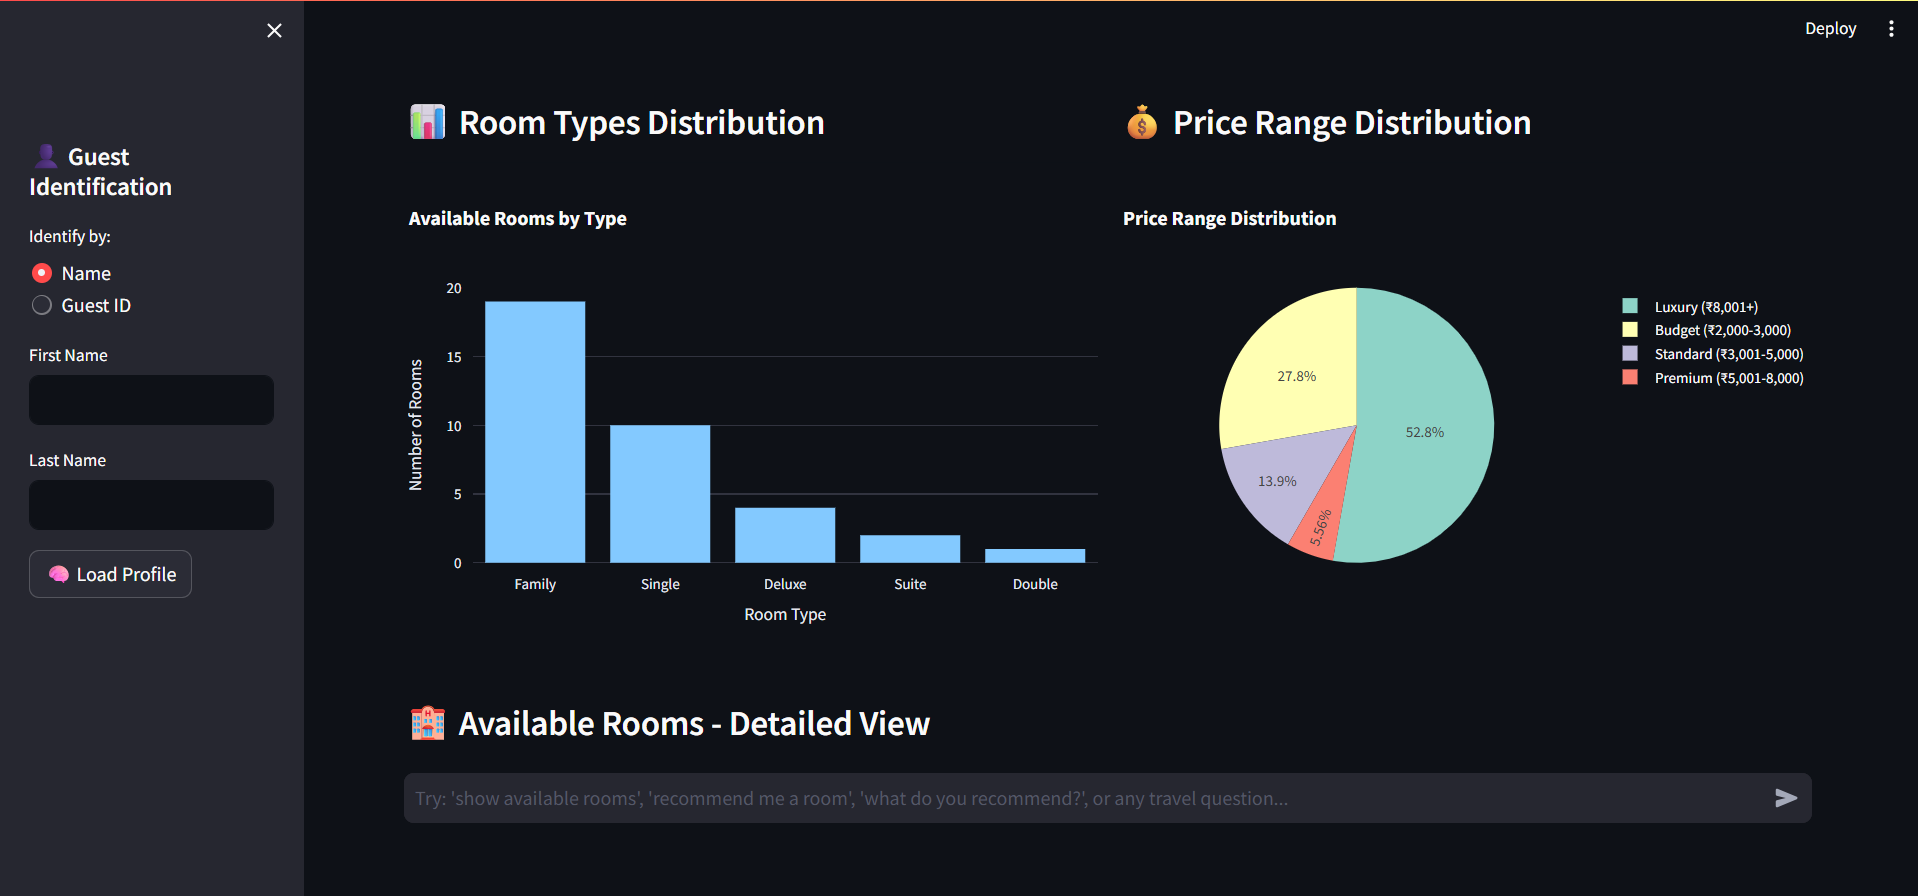 Deploy
Guest
Identification
Identify by:
Name
Guest ID
First Name
Last Name
Load Profile
Room Types Distribution
Available Rooms by Type
20
15
10
5
0
Number of Rooms
Family
Single
Deluxe
Suite
Double
Room Type
Price Range Distribution
Price Range Distribution
27.8%
52.8%
13.9%
5.56%
Luxury (₹8,001+)
Budget (₹2,000-3,000)
Standard (₹3,001-5,000)
Premium (₹5,001-8,000)
Available Rooms - Detailed View
Try: 'show available rooms', 'recommend me a room', 'what do you recommend?', or any travel question...